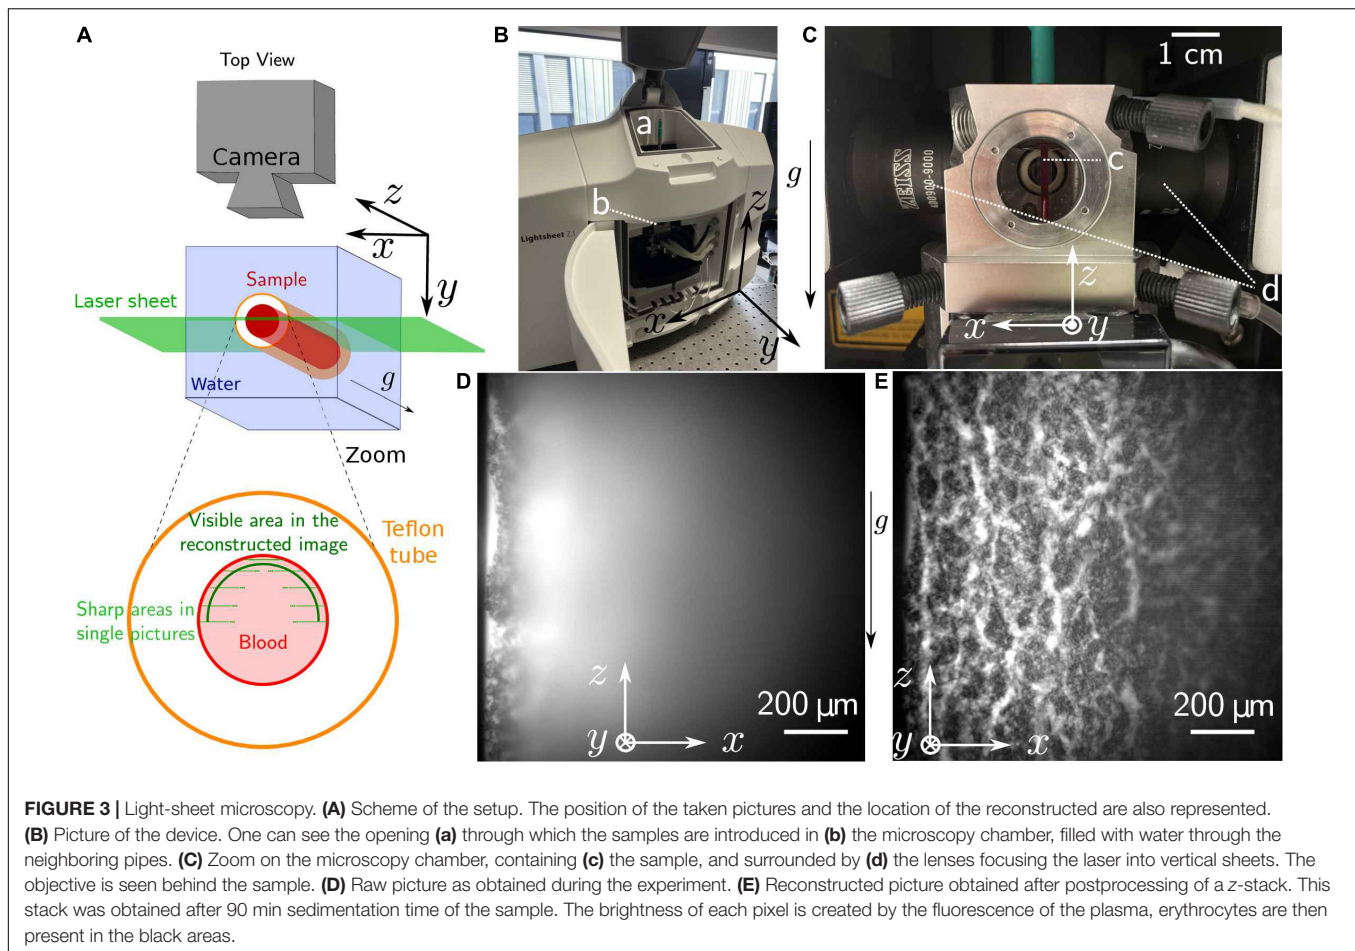 A
Top View
Camera
z
x
y
Sample
Laser sheet
Water
g
Zoom
Visible area in the
reconstructed image
Teflon
tube
Sharp areas in
single pictures
Blood
B
a
b
Lightsheet Z.1
z
x
y
g
C
1 cm
ZEISS
400900-9000
c
d
z
x
y
D
z
y
x
200 µm
g
E
z
y
x
200 µm
FIGURE 3 | Light-sheet microscopy. (A) Scheme of the setup. The position of the taken pictures and the location of the reconstructed are also represented.
(B) Picture of the device. One can see the opening (a) through which the samples are introduced in (b) the microscopy chamber, filled with water through the
neighboring pipes. (C) Zoom on the microscopy chamber, containing (c) the sample, and surrounded by (d) the lenses focusing the laser into vertical sheets. The
objective is seen behind the sample. (D) Raw picture as obtained during the experiment. (E) Reconstructed picture obtained after postprocessing of a z-stack. This
stack was obtained after 90 min sedimentation time of the sample. The brightness of each pixel is created by the fluorescence of the plasma, erythrocytes are then
present in the black areas.